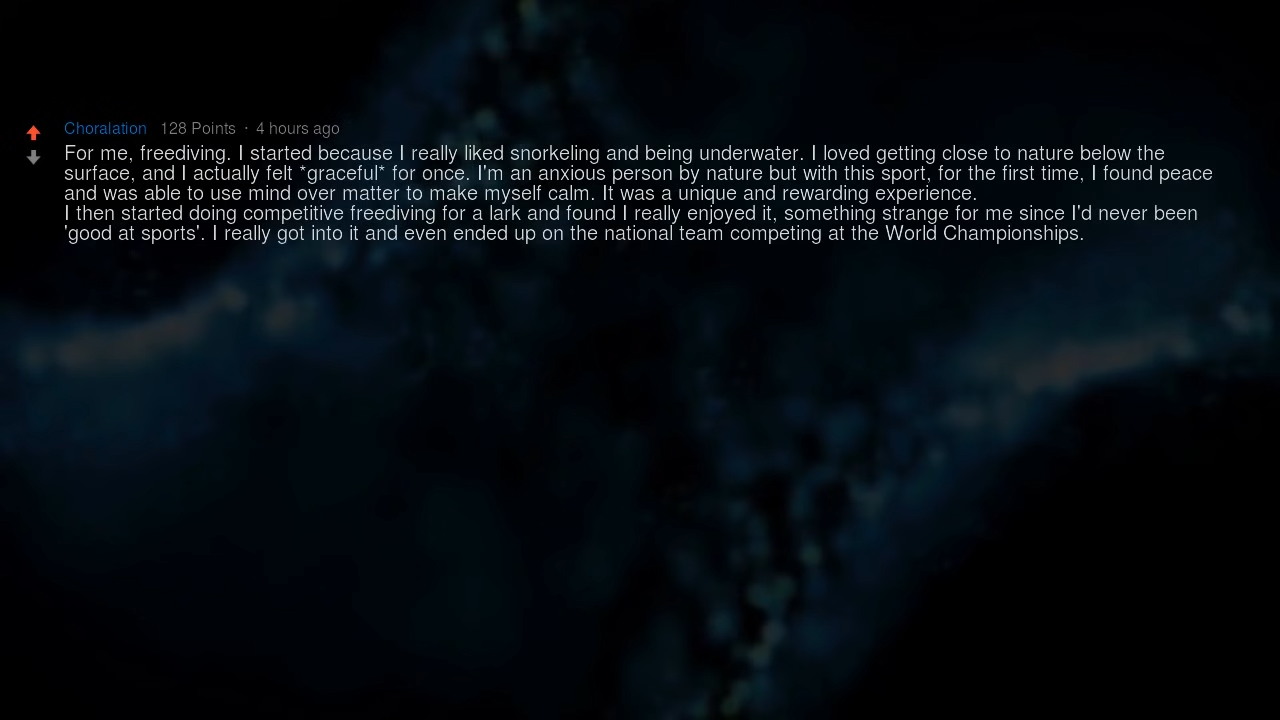 Choralation 128 Points · 4 hours ago
For me, freediving. I started because I really liked snorkeling and being underwater. I loved getting close to nature below the
surface, and I actually felt *graceful* for once. I'm an anxious person by nature but with this sport, for the first time, I found peace
and was able to use mind over matter to make myself calm. It was a unique and rewarding experience.
I then started doing competitive freediving for a lark and found I really enjoyed it, something strange for me since I'd never been
'good at sports'. I really got into it and even ended up on the national team competing at the World Championships.